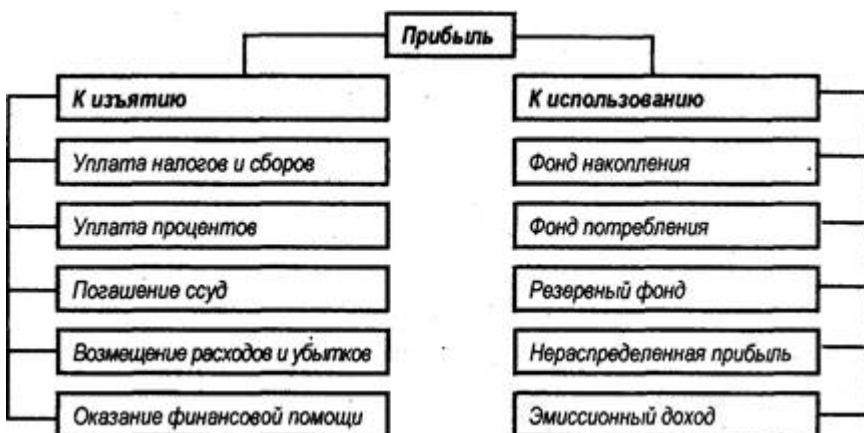 Прибыль
К изъятию
Уплата налогов и сборов
Уплата процентов
Погашение ссуд
Возмещение расходов и убытков
Оказание финансовой помощи
К использованию
Фонд накопления
Фонд потребления
Резервный фонд
Нераспределенная прибыль
Эмиссионный доход